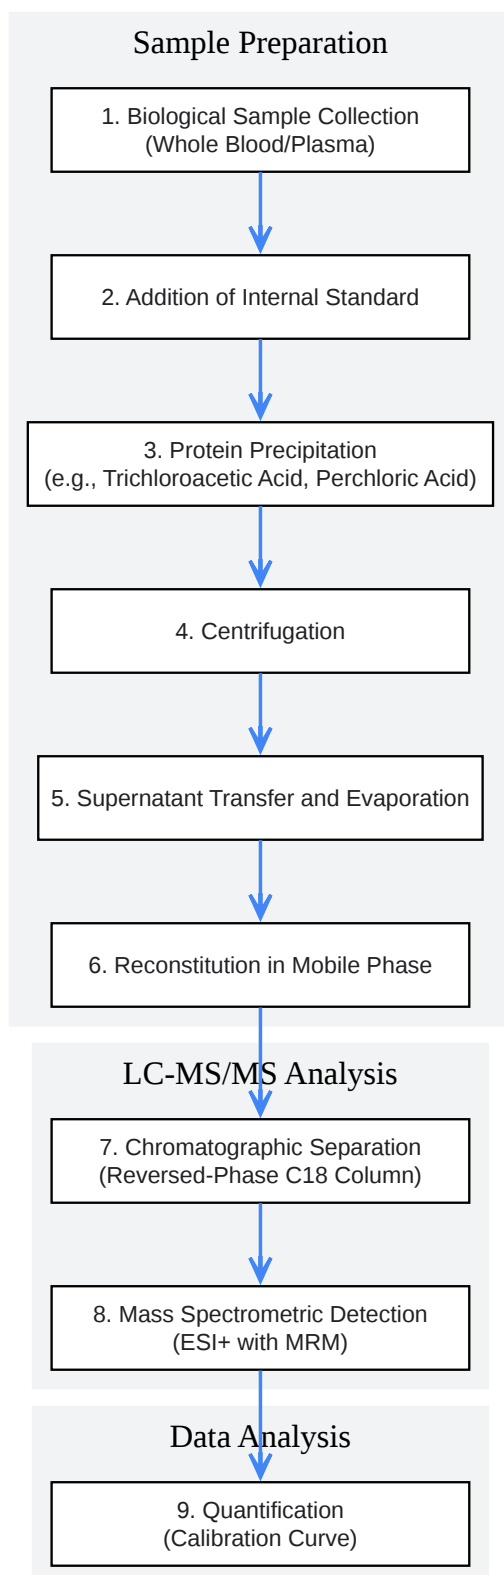 Sample Preparation
1. Biological Sample Collection
(Whole Blood/Plasma)
2. Addition of Internal Standard
3. Protein Precipitation
(e.g., Trichloroacetic Acid, Perchloric Acid)
4. Centrifugation
5. Supernatant Transfer and Evaporation
6. Reconstitution in Mobile Phase
LC-MS/MS Analysis
7. Chromatographic Separation
(Reversed-Phase C18 Column)
8. Mass Spectrometric Detection
(ESI+ with MRM)
Data Analysis
9. Quantification
(Calibration Curve)